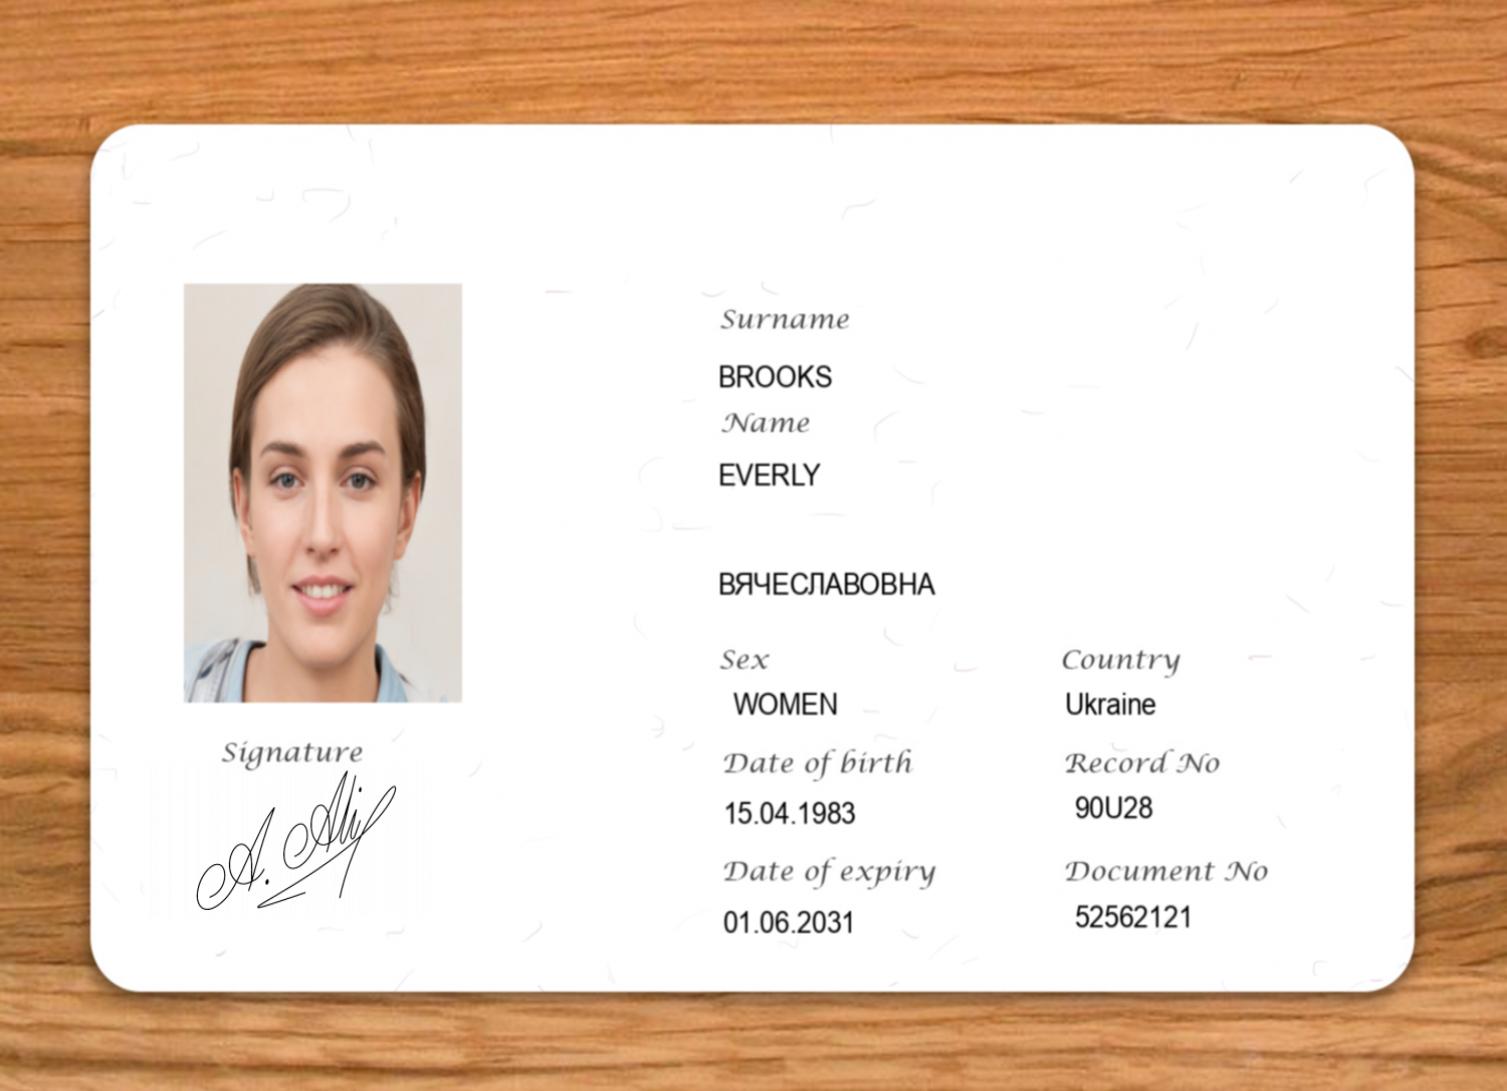 Surname
BROOKS
Name
EVERLY
ВЯЧЕСЛАВОВНА
Sex Country
WOMEN Ukraine
Signature
Date of birth Record No
15.04.1983 90U28
Date of expiry Document No
01.06.2031 52562121